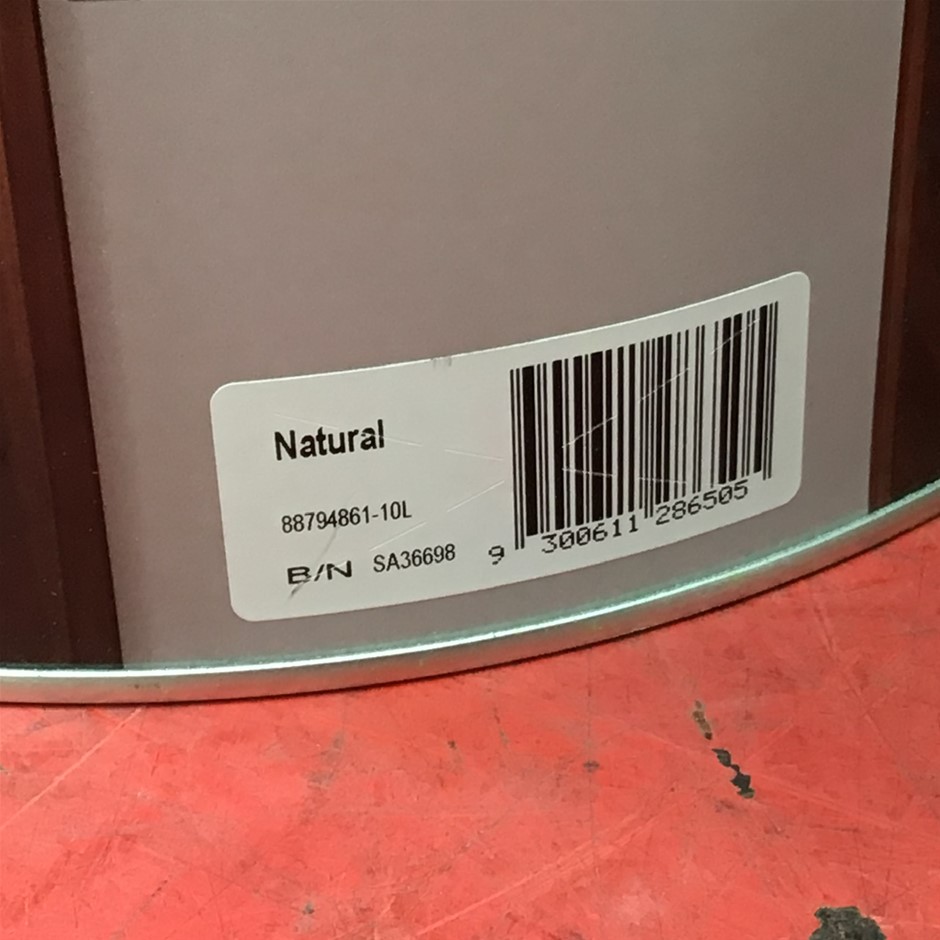 Natural
88794861-10L
B/N SA36698
9 300611 286505